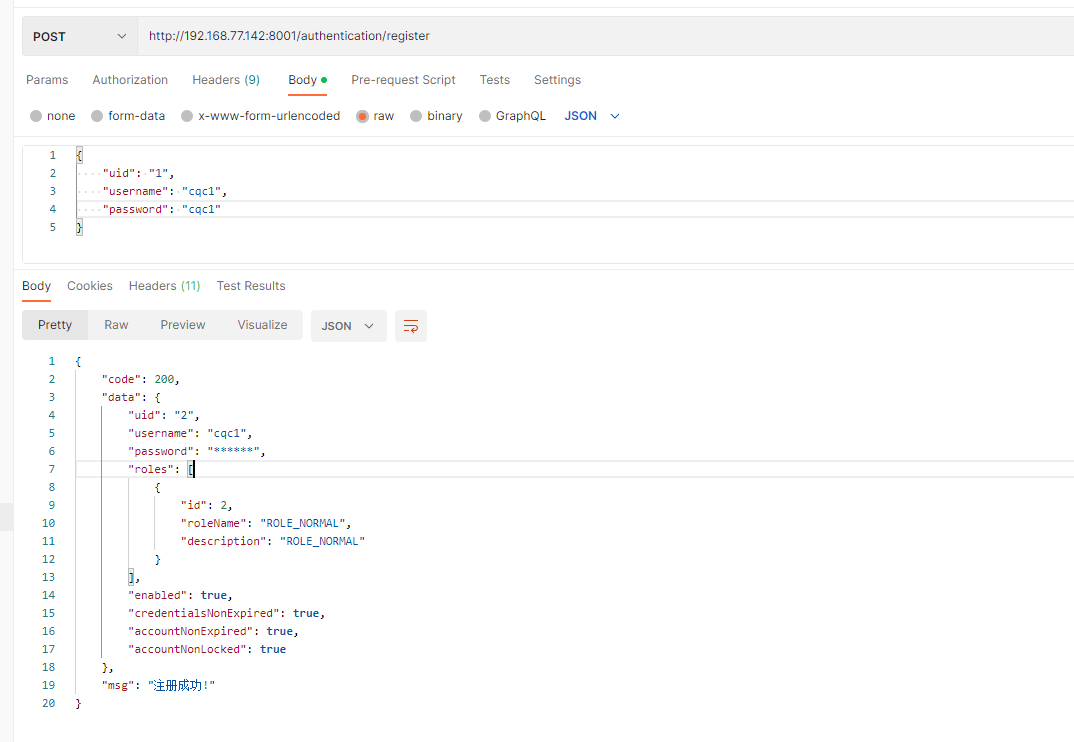 POST http://192.168.77.142:8001/authentication/register
Params Authorization Headers (9) Body Pre-request Script Tests Settings
none form-data x-www-form-urlencoded raw binary GraphQL JSON
1 {
2 "uid": "1",
3 "username": "cqc1",
4 "password": "cqc1"
5 }
Body Cookies Headers (11) Test Results
Pretty Raw Preview Visualize JSON
1 {
2 "code": 200,
3 "data": {
4 "uid": "2",
5 "username": "cqc1",
6 "password": "******",
7 "roles": [
8 {
9 "id": 2,
10 "roleName": "ROLE_NORMAL",
11 "description": "ROLE_NORMAL"
12 }
13 ],
14 "enabled": true,
15 "credentialsNonExpired": true,
16 "accountNonExpired": true,
17 "accountNonLocked": true
18 },
19 "msg": "注册成功!"
20 }